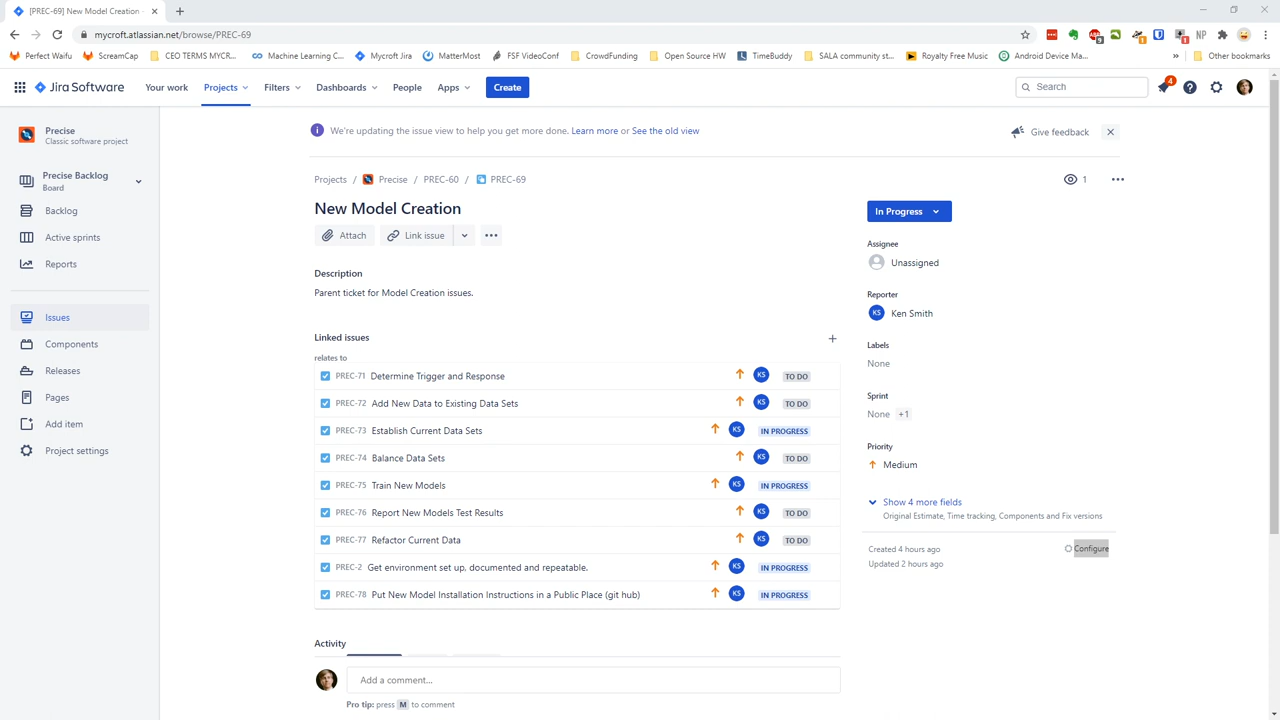 [PREC-69] New Model Creation -
mycroft.atlassian.net/browse/PREC-69
Perfect Waifu
ScreamCap
CEO TERMS MYCR...
Machine Learning C...
Mycroft Jira
MatterMost
FSF VideoConf
CrowdFunding
Open Source HW
TimeBuddy
SALA community st...
Royalty Free Music
Android Device Ma...
»
Other bookmarks
Jira Software
Your work
Projects
Filters
Dashboards
People
Apps
Create
Search
4
Precise
Classic software project
Precise Backlog
Board
Backlog
Active sprints
Reports
Issues
Components
Releases
Pages
Add item
Project settings
We're updating the issue view to help you get more done. Learn more or See the old view
Give feedback
Projects / Precise / PREC-60 / PREC-69
1
New Model Creation
Attach
Link issue
Description
Parent ticket for Model Creation issues.
Linked issues
relates to
PREC-71 Determine Trigger and Response KS TO DO
PREC-72 Add New Data to Existing Data Sets KS TO DO
PREC-73 Establish Current Data Sets KS IN PROGRESS
PREC-74 Balance Data Sets KS TO DO
PREC-75 Train New Models KS IN PROGRESS
PREC-76 Report New Models Test Results KS TO DO
PREC-77 Refactor Current Data KS TO DO
PREC-2 Get environment set up, documented and repeatable. KS IN PROGRESS
PREC-78 Put New Model Installation Instructions in a Public Place (git hub) KS IN PROGRESS
Activity
Add a comment...
Pro tip: press M to comment
In Progress
Assignee
Unassigned
Reporter
KS Ken Smith
Labels
None
Sprint
None +1
Priority
Medium
Show 4 more fields
Original Estimate, Time tracking, Components and Fix versions
Created 4 hours ago
Configure
Updated 2 hours ago